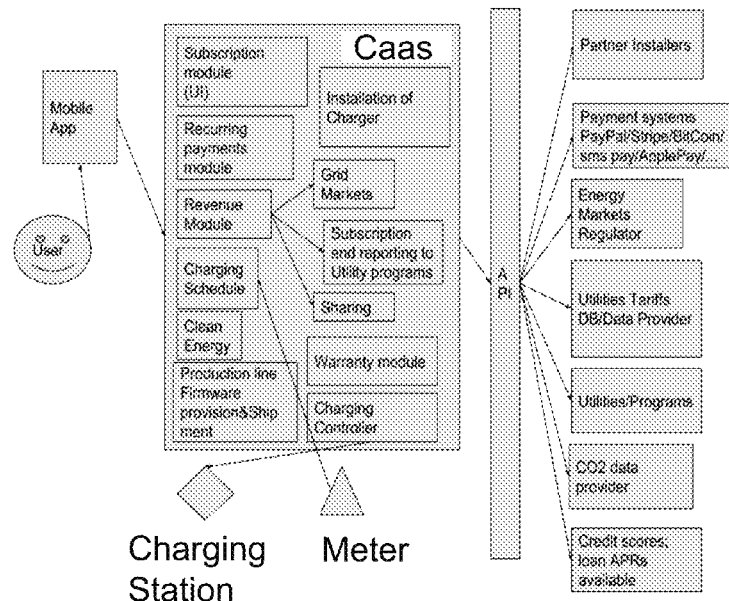 Caas
Subscription
module
(UI)
Installation of
Charger
Mobile
App
Recurring
payments
module
Grid
Markets
Revenue
Module
Subscription
and reporting to
Utility programs
User
Charging
Schedule
Sharing
Clean
Energy
Warranty module
Production line
Firmware
provision&Ship
ment
Charging
Controller
Charging
Station
Meter
A
PI
Partner Installers
Payment systems
PayPal/Stripe/BitCoin/
sms pay/ApplePay/...
Energy
Markets
Regulator
Utilities Tariffs
DB/Data Provider
Utilities/Programs
CO2 data
provider
Credit scores,
loan APRs
available